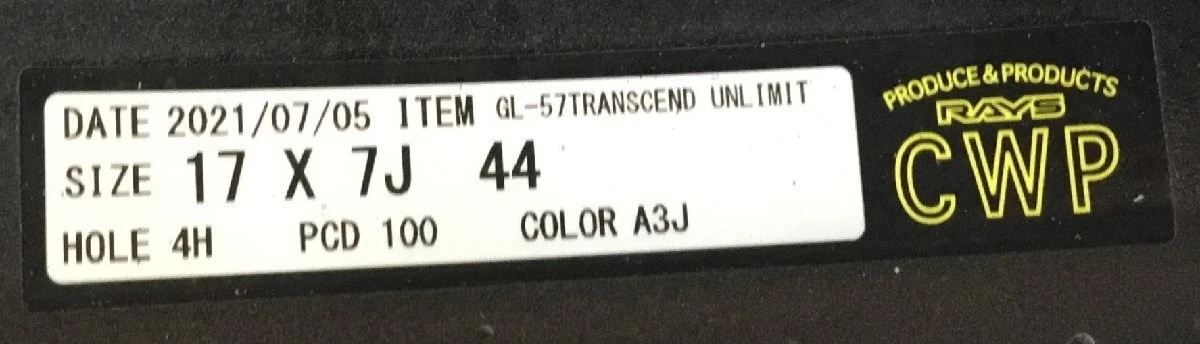 DATE 2021/07/05 ITEM GL-57TRANSCEND UNLIMIT
SIZE 17 X 7J 44
HOLE 4H PCD 100 COLOR A3J
PRODUCE & PRODUCTS
RAYS
CWP